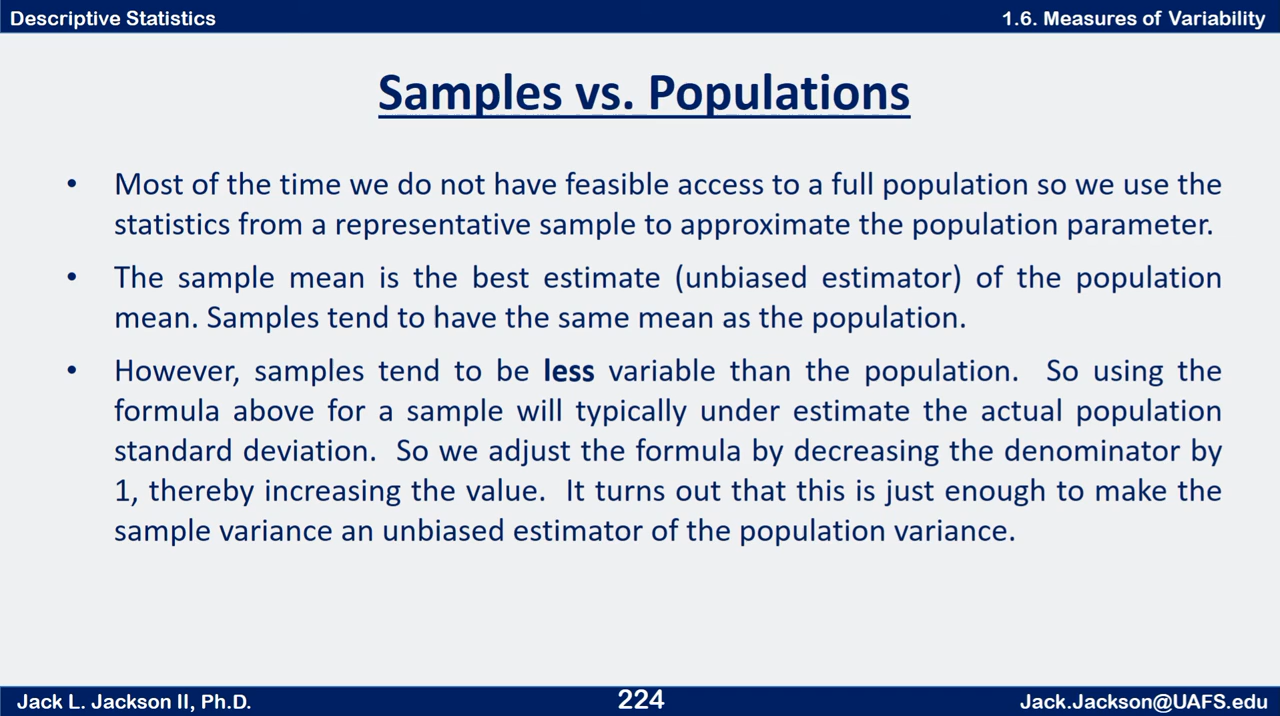 Descriptive Statistics
1.6. Measures of Variability
Samples vs. Populations
• Most of the time we do not have feasible access to a full population so we use the
statistics from a representative sample to approximate the population parameter.
• The sample mean is the best estimate (unbiased estimator) of the population
mean. Samples tend to have the same mean as the population.
• However, samples tend to be less variable than the population. So using the
formula above for a sample will typically under estimate the actual population
standard deviation. So we adjust the formula by decreasing the denominator by
1, thereby increasing the value. It turns out that this is just enough to make the
sample variance an unbiased estimator of the population variance.
Jack L. Jackson II, Ph.D.
224
Jack.Jackson@UAFS.edu